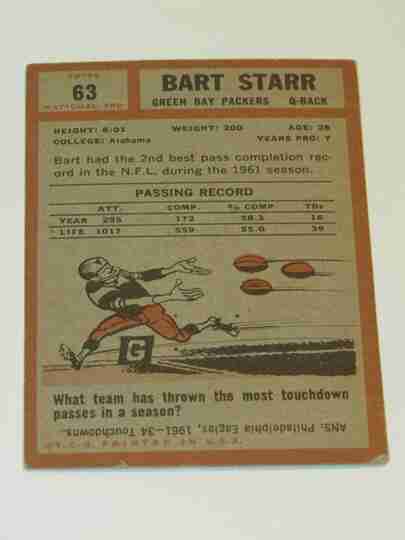 TOPPS
63
NATIONAL PRO
BART STARR
GREEN BAY PACKERS Q-BACK
HEIGHT: 6:01 WEIGHT: 200 AGE: 28
COLLEGE: Alabama YEARS PRO: 7
Bart had the 2nd best pass completion rec-
ord in the N.F.L. during the 1961 season.
PASSING RECORD
ATT. COMP. % COMP. TDs
YEAR 295 172 58.3 16
LIFE 1017 559 55.0 39
G
What team has thrown the most touchdown
passes in a season?
ANS. Philadelphia Eagles, 1961-34 Touchdowns.
T.C.G. PRINTED IN U.S.A.